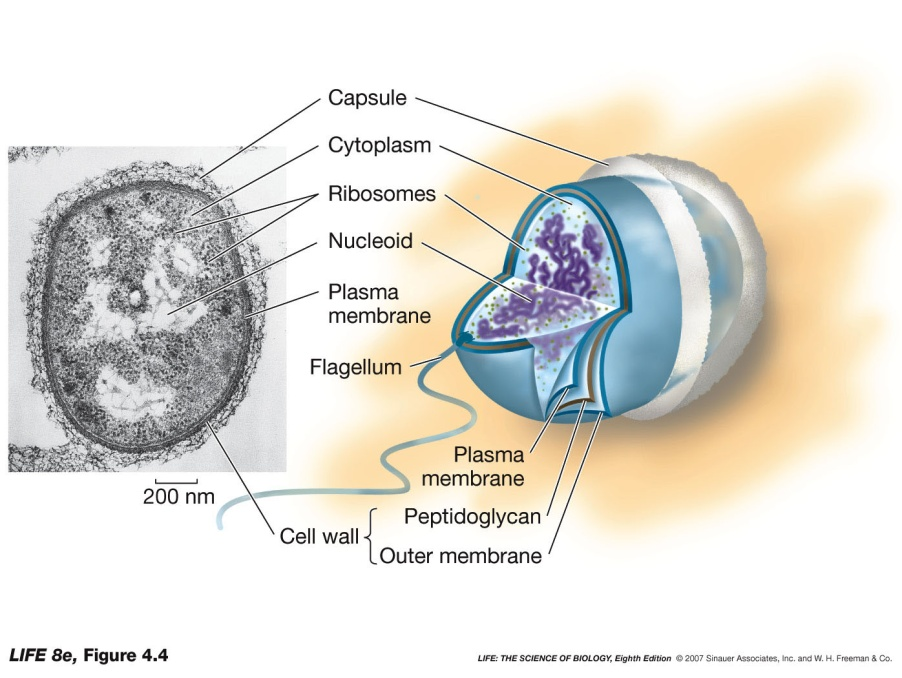 Capsule
Cytoplasm
Ribosomes
Nucleoid
Plasma
membrane
Flagellum
200 nm
Plasma
membrane
Cell wall
Peptidoglycan
Outer membrane
LIFE 8e, Figure 4.4
LIFE: THE SCIENCE OF BIOLOGY, Eighth Edition © 2007 Sinauer Associates, Inc. and W. H. Freeman & Co.